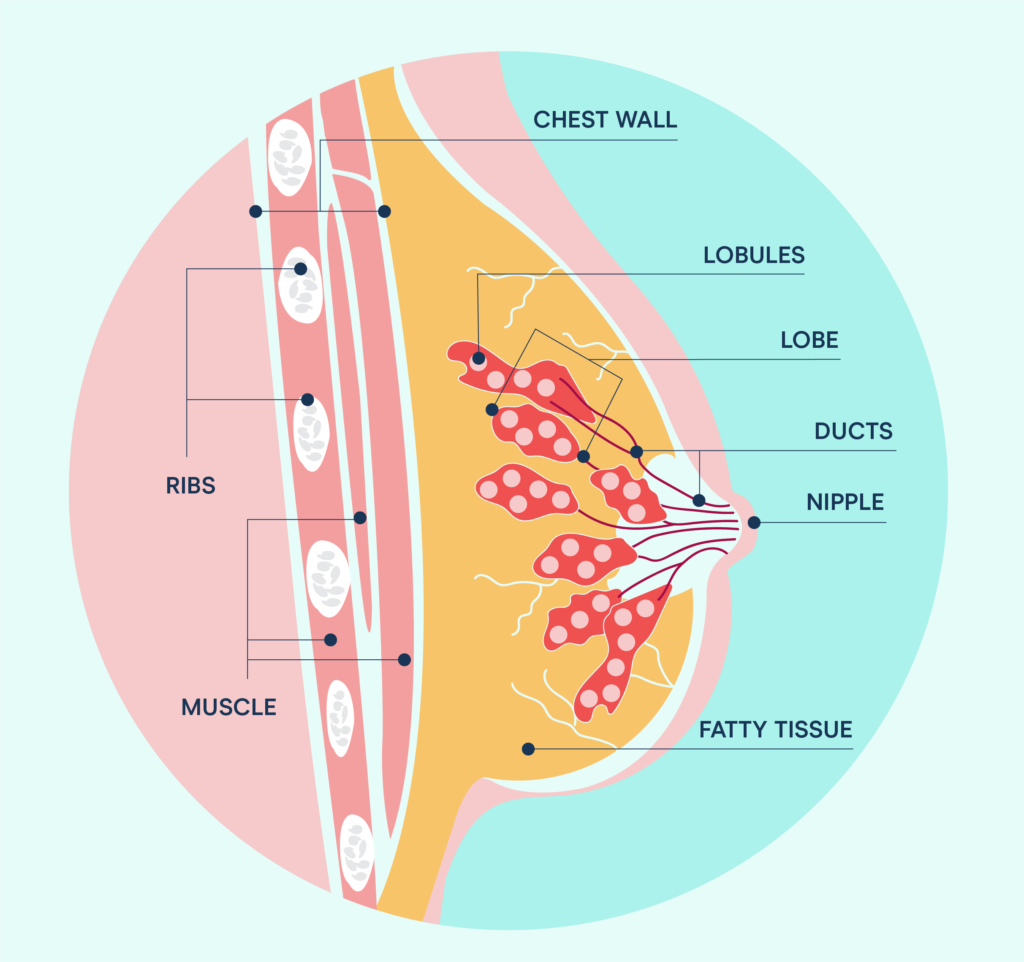 CHEST WALL
LOBULES
LOBE
DUCTS
RIBS
NIPPLE
MUSCLE
FATTY TISSUE